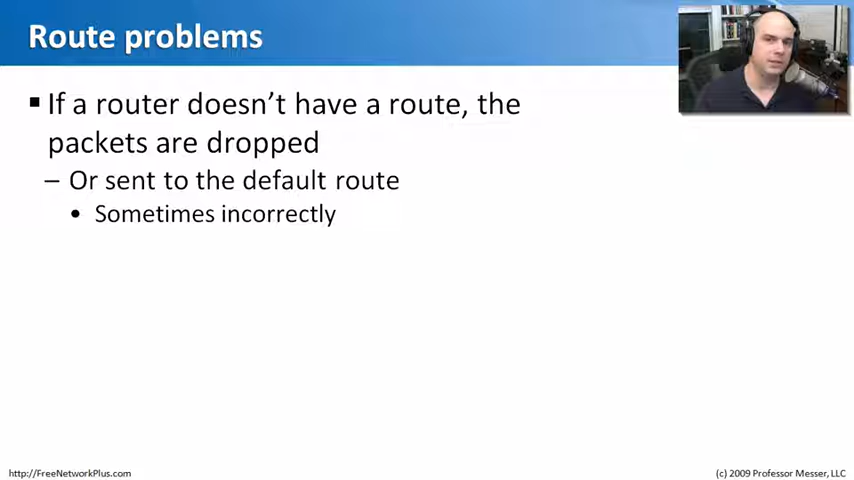 Route problems
▪ If a router doesn't have a route, the
packets are dropped
– Or sent to the default route
• Sometimes incorrectly
http://FreeNetworkPlus.com
(c) 2009 Professor Messer, LLC